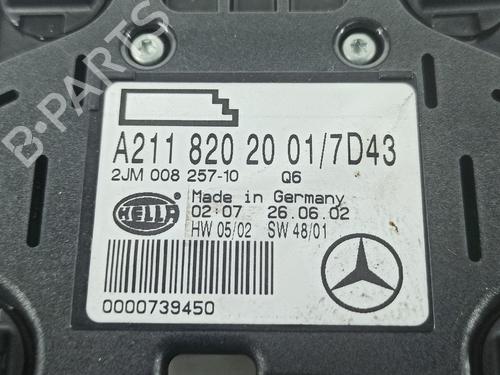 B-PARTS
A211 820 20 01/7D43
2JM 008 257-10 Q6
HELLA
Made in Germany
02:07 26.06.02
HW 05/02 SW 48/01
0000739450